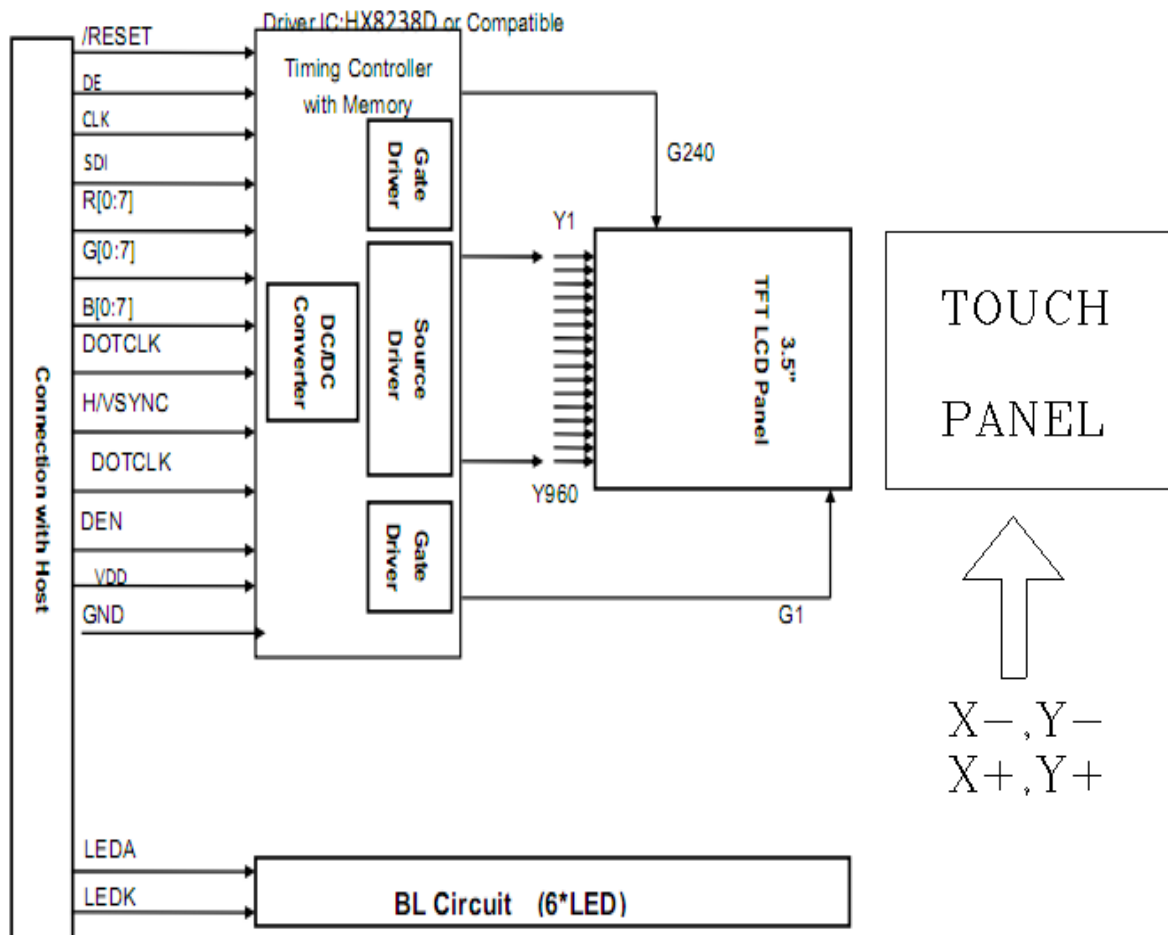 Driver IC:HX8238D or Compatible
/RESET
DE
CLK
SDI
R[0:7]
G[0:7]
B[0:7]
DOTCLK
H/VSYNC
DOTCLK
DEN
VDD
GND
Connection with Host
Timing Controller
with Memory
Gate
Driver
DC/DC
Converter
Source
Driver
Gate
Driver
G240
Y1
Y960
G1
3.5"
TFT LCD Panel
TOUCH
PANEL
X−,Y−
X+,Y+
LEDA
LEDK
BL Circuit (6*LED)